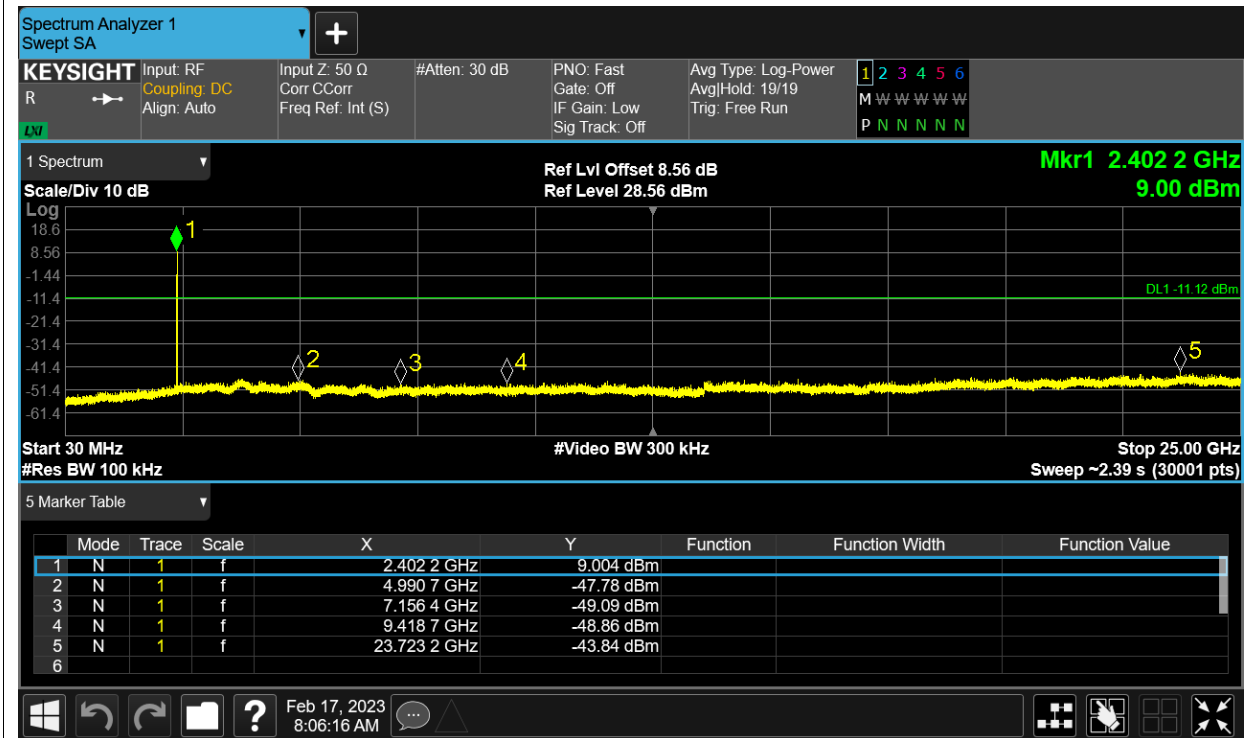 Spectrum Analyzer 1
Swept SA
KEYSIGHT
R
LXI
Input: RF
Coupling: DC
Align: Auto
Input Z: 50 Ω
Corr CCorr
Freq Ref: Int (S)
#Atten: 30 dB
PNO: Fast
Gate: Off
IF Gain: Low
Sig Track: Off
Avg Type: Log-Power
Avg|Hold: 19/19
Trig: Free Run
1 2 3 4 5 6
M W W W W W
P N N N N N
1 Spectrum
Scale/Div 10 dB
Ref Lvl Offset 8.56 dB
Ref Level 28.56 dBm
Mkr1 2.402 2 GHz
9.00 dBm
Log
18.6
8.56
-1.44
-11.4
-21.4
-31.4
-41.4
-51.4
-61.4
1
2
3
4
5
DL1 -11.12 dBm
Start 30 MHz
#Res BW 100 kHz
#Video BW 300 kHz
Stop 25.00 GHz
Sweep ~2.39 s (30001 pts)
5 Marker Table
Mode Trace Scale X Y Function Function Width Function Value
1 N 1 f 2.402 2 GHz 9.004 dBm
2 N 1 f 4.990 7 GHz -47.78 dBm
3 N 1 f 7.156 4 GHz -49.09 dBm
4 N 1 f 9.418 7 GHz -48.86 dBm
5 N 1 f 23.723 2 GHz -43.84 dBm
6
?
Feb 17, 2023
8:06:16 AM